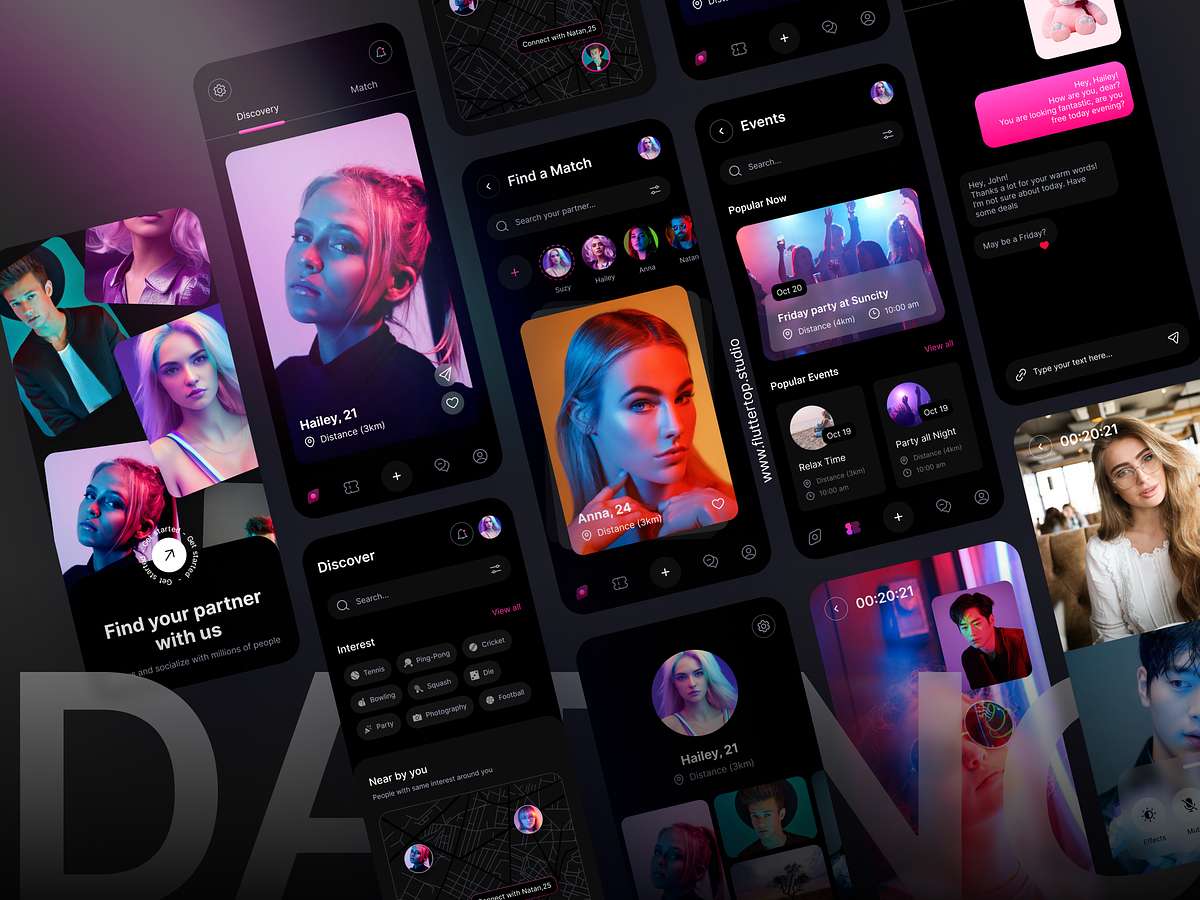 Connect with Natan,25
Discovery
Match
Hailey, 21
Distance (3km)
Find your partner
with us
and socialize with millions of people
Get started - Get started - Get started -
Find a Match
Search your partner...
Suzy
Hailey
Anna
Natan
Anna, 24
Distance (3km)
www.fluttertop.studio
Events
Search...
Popular Now
Oct 20
Friday party at Suncity
Distance (4km)
10:00 am
View all
Popular Events
Oct 19
Relax Time
Distance (3km)
10:00 am
Oct 19
Party all Night
Distance (4km)
10:00 am
Hey, Hailey!
How are you, dear?
You are looking fantastic, are you
free today evening?
Hey, John!
Thanks a lot for your warm words!
I'm not sure about today. Have
some deals
May be a Friday?
Type your text here...
Discover
Search...
View all
Interest
Tennis
Ping-Pong
Cricket
Bowling
Squash
Die
Party
Photography
Football
Near by you
People with same interest around you
Connect with Natan,25
Hailey, 21
Distance (3km)
00:20:21
00:20:21
Effects
DATING